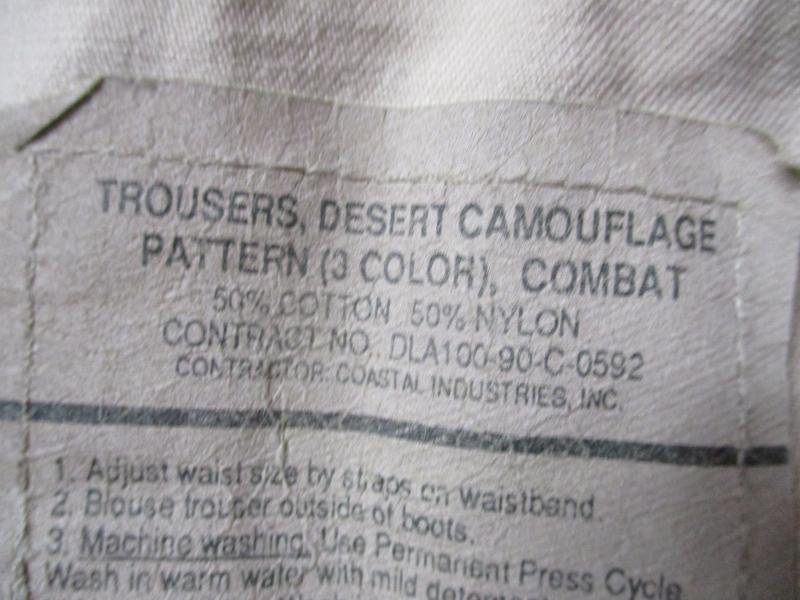 TROUSERS, DESERT CAMOUFLAGE
PATTERN (3 COLOR), COMBAT
50% COTTON 50% NYLON
CONTRACT NO. DLA100-90-C-0592
CONTRACTOR: COASTAL INDUSTRIES, INC.
1. Adjust waist size by straps on waistband.
2. Blouse trouser outside of boots.
3. Machine washing. Use Permanent Press Cycle.
Wash in warm water with mild